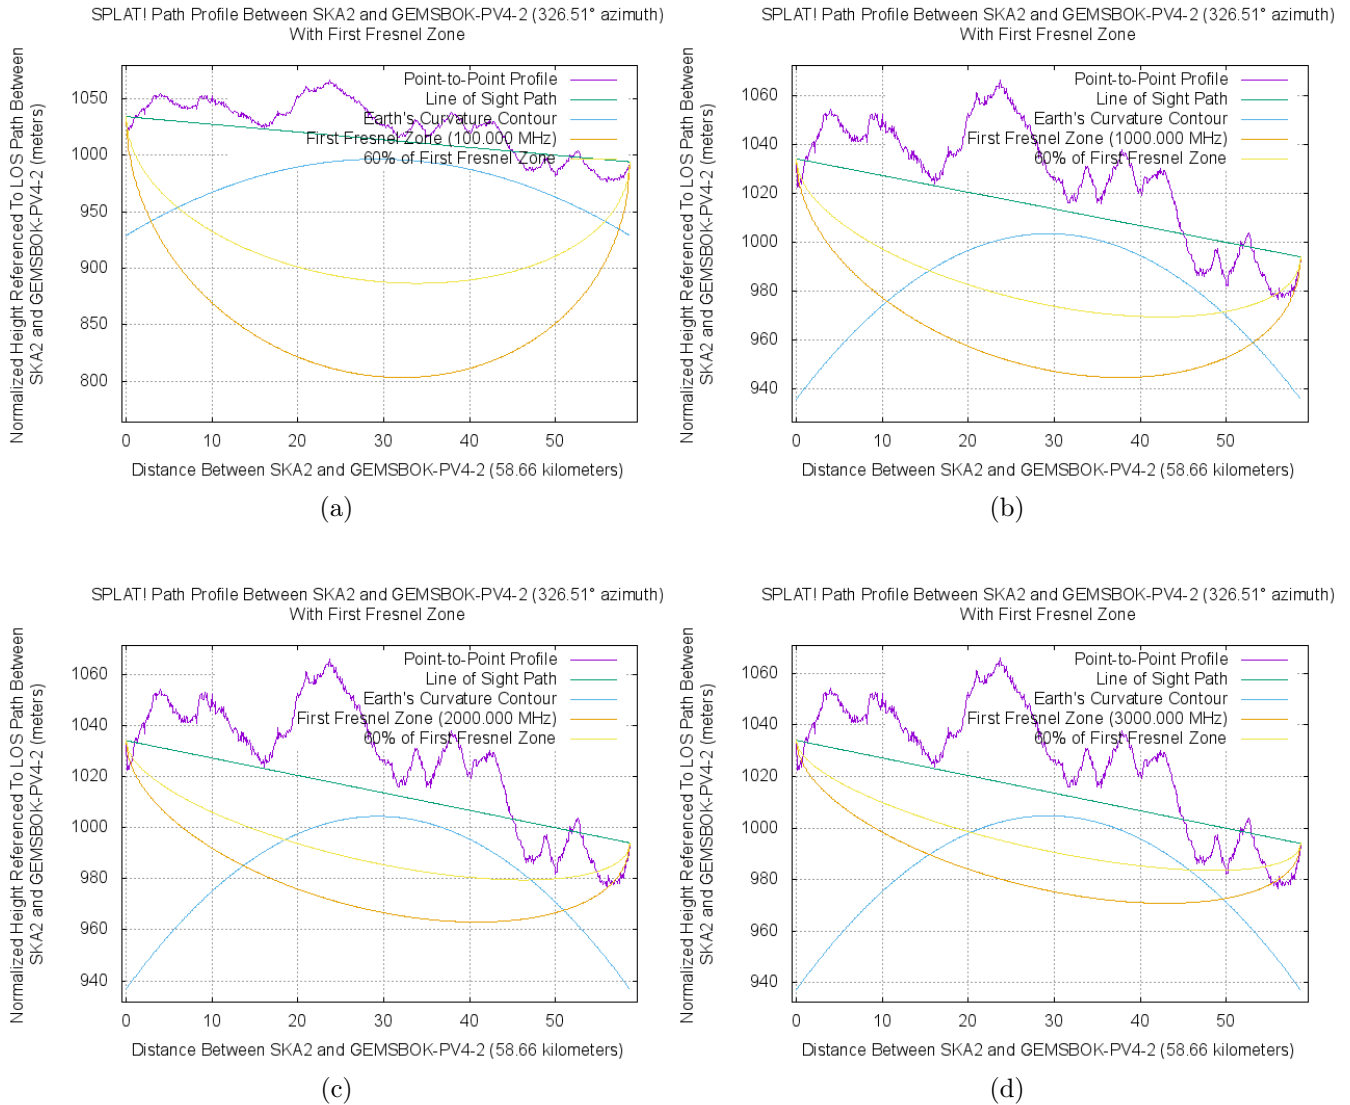 SPLAT! Path Profile Between SKA2 and GEMSBOK-PV4-2 (326.51° azimuth)
With First Fresnel Zone
Normalized Height Referenced To LOS Path Between
SKA2 and GEMSBOK-PV4-2 (meters)
Point-to-Point Profile
Line of Sight Path
Earth's Curvature Contour
First Fresnel Zone (100.000 MHz)
60% of First Fresnel Zone
1050
1000
950
900
850
800
0 10 20 30 40 50
Distance Between SKA2 and GEMSBOK-PV4-2 (58.66 kilometers)
(a)
SPLAT! Path Profile Between SKA2 and GEMSBOK-PV4-2 (326.51° azimuth)
With First Fresnel Zone
Normalized Height Referenced To LOS Path Between
SKA2 and GEMSBOK-PV4-2 (meters)
Point-to-Point Profile
Line of Sight Path
Earth's Curvature Contour
First Fresnel Zone (1000.000 MHz)
60% of First Fresnel Zone
1060
1040
1020
1000
980
960
940
0 10 20 30 40 50
Distance Between SKA2 and GEMSBOK-PV4-2 (58.66 kilometers)
(b)
SPLAT! Path Profile Between SKA2 and GEMSBOK-PV4-2 (326.51° azimuth)
With First Fresnel Zone
Normalized Height Referenced To LOS Path Between
SKA2 and GEMSBOK-PV4-2 (meters)
Point-to-Point Profile
Line of Sight Path
Earth's Curvature Contour
First Fresnel Zone (2000.000 MHz)
60% of First Fresnel Zone
1060
1040
1020
1000
980
960
940
0 10 20 30 40 50
Distance Between SKA2 and GEMSBOK-PV4-2 (58.66 kilometers)
(c)
SPLAT! Path Profile Between SKA2 and GEMSBOK-PV4-2 (326.51° azimuth)
With First Fresnel Zone
Normalized Height Referenced To LOS Path Between
SKA2 and GEMSBOK-PV4-2 (meters)
Point-to-Point Profile
Line of Sight Path
Earth's Curvature Contour
First Fresnel Zone (3000.000 MHz)
60% of First Fresnel Zone
1060
1040
1020
1000
980
960
940
0 10 20 30 40 50
Distance Between SKA2 and GEMSBOK-PV4-2 (58.66 kilometers)
(d)